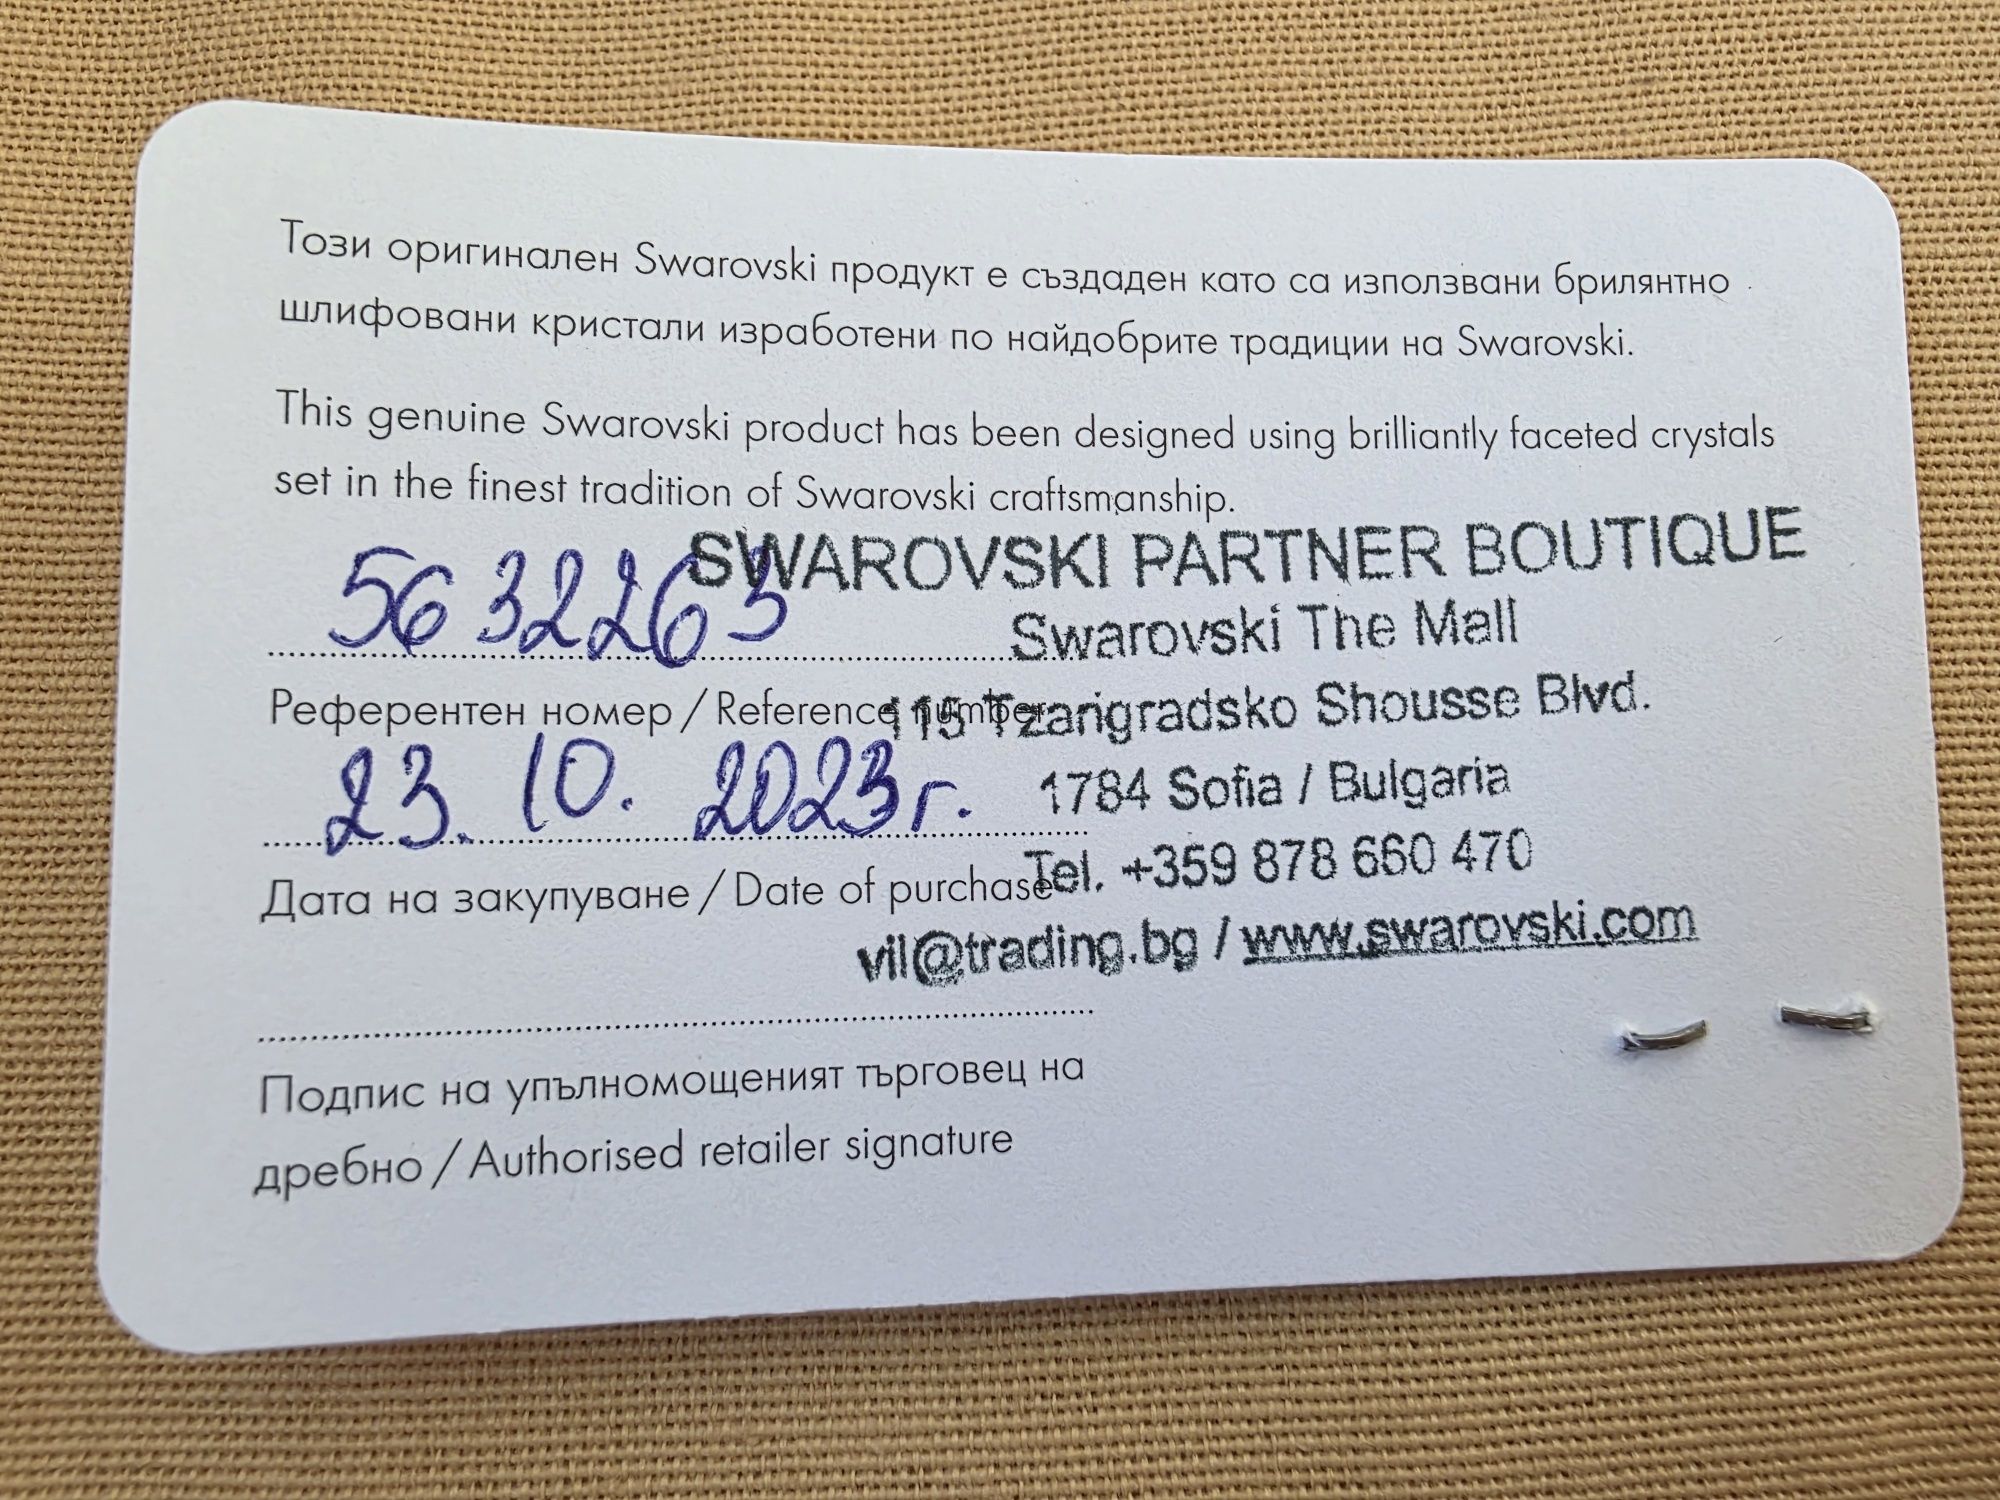 Този оригинален Swarovski продукт е създаден като са използвани брилянтно
шлифовани кристали изработени по найдобрите традиции на Swarovski.
This genuine Swarovski product has been designed using brilliantly faceted crystals
set in the finest tradition of Swarovski craftsmanship.
SWAROVSKI PARTNER BOUTIQUE
5632263
Swarovski The Mall
Референтен номер / Reference number
115 Tzarigradsko Shousse Blvd.
23. 10. 2023г.
1784 Sofia / Bulgaria
Tel. +359 878 660 470
Дата на закупуване / Date of purchase
vil@trading.bg / www.swarovski.com
Подпис на упълномощеният търговец на
дребно / Authorised retailer signature